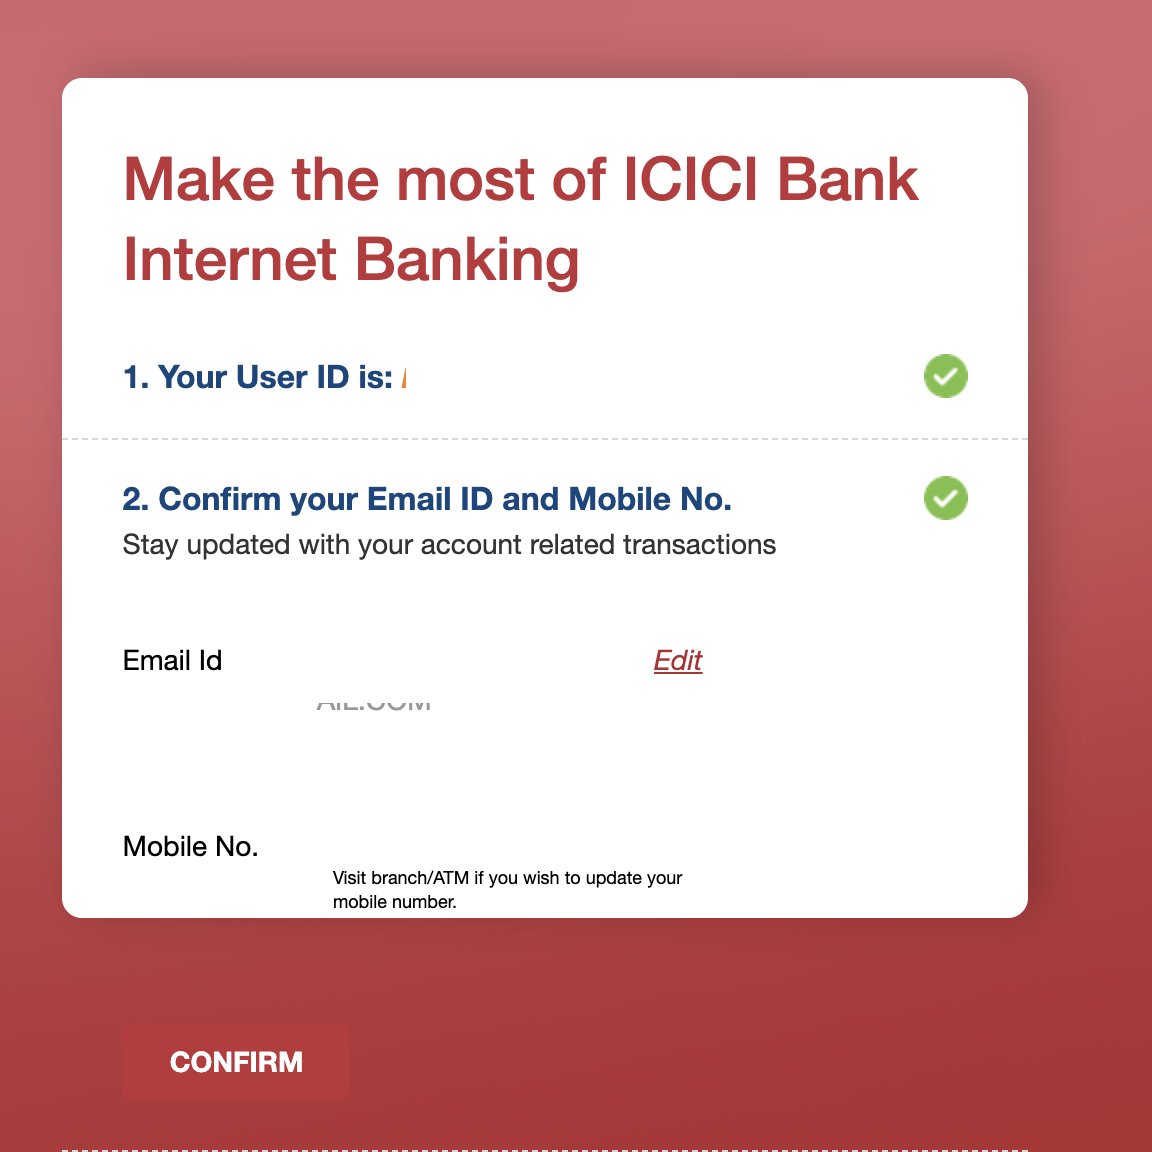 Make the most of ICICI Bank
Internet Banking
1. Your User ID is:
2. Confirm your Email ID and Mobile No.
Stay updated with your account related transactions
Email Id
Edit
AIL.COM
Mobile No.
Visit branch/ATM if you wish to update your
mobile number.
CONFIRM